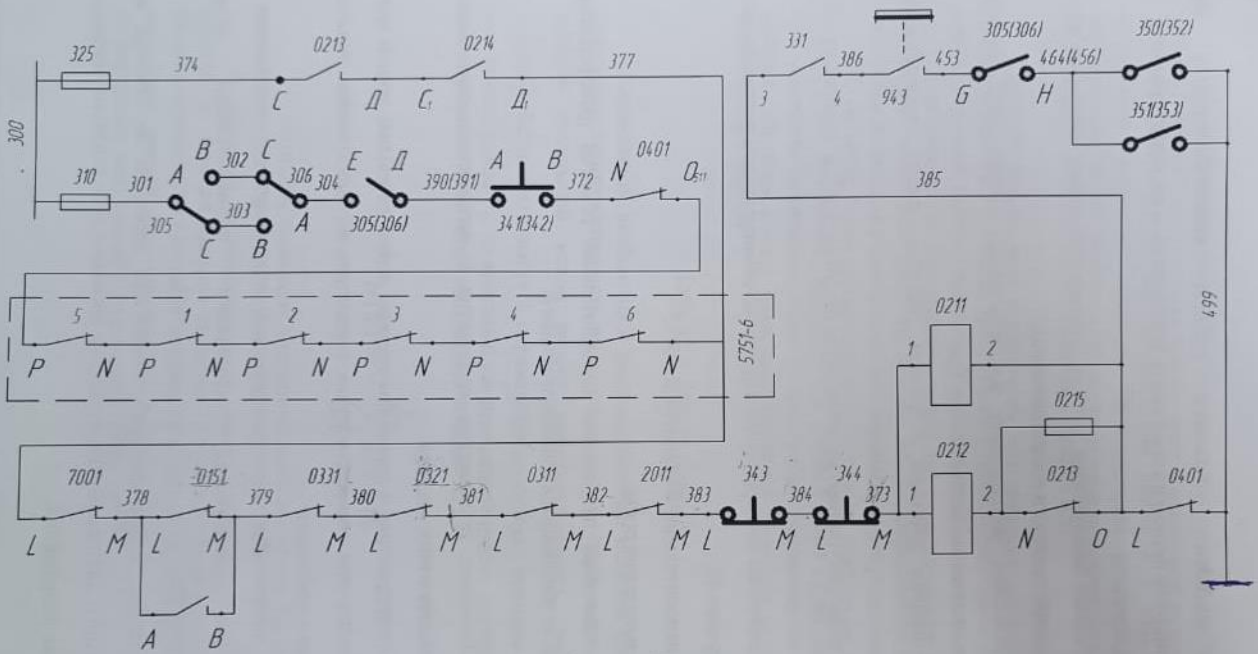 325 374 0213 0214 377
С Д С₁ Д₁
331 386 943 453 305(306) 464(456) 350(352)
3 4 G H
351(353)
300
310 301 A B 302 C 306 304 E Д 390(391) A B 372 N 0401 O₅₁₁
305 C 303 B A 305(306) 341(342)
385
499
5 1 2 3 4 6
P N P N P N P N P N P N
5751-6
0211
1 2
0215
7001 378 0151 379 0331 380 0321 381 0311 382 2011 383 343 384 344 373 0212 0213 0401
1 2
L M L M L M L M L M L M L M L M N O L
A B